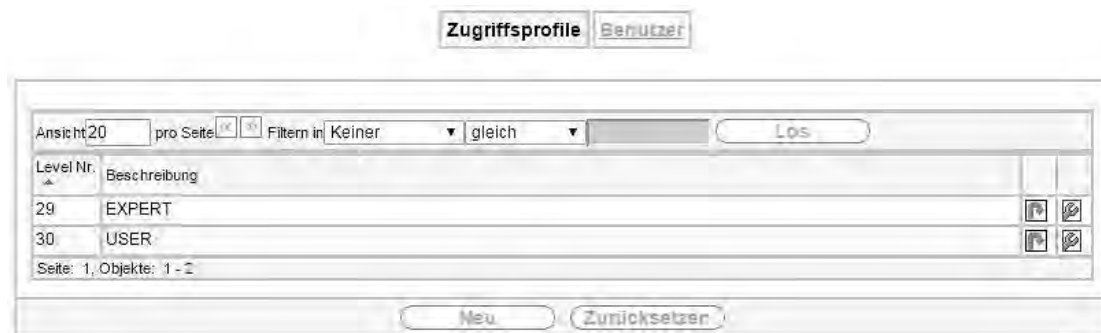 Zugriffsprofile Benutzer
Ansicht 20 pro Seite << >> Filtern in Keiner gleich Los
Level Nr. Beschreibung
29 EXPERT
30 USER
Seite: 1, Objekte: 1 - 2
Neu Zurücksetzen